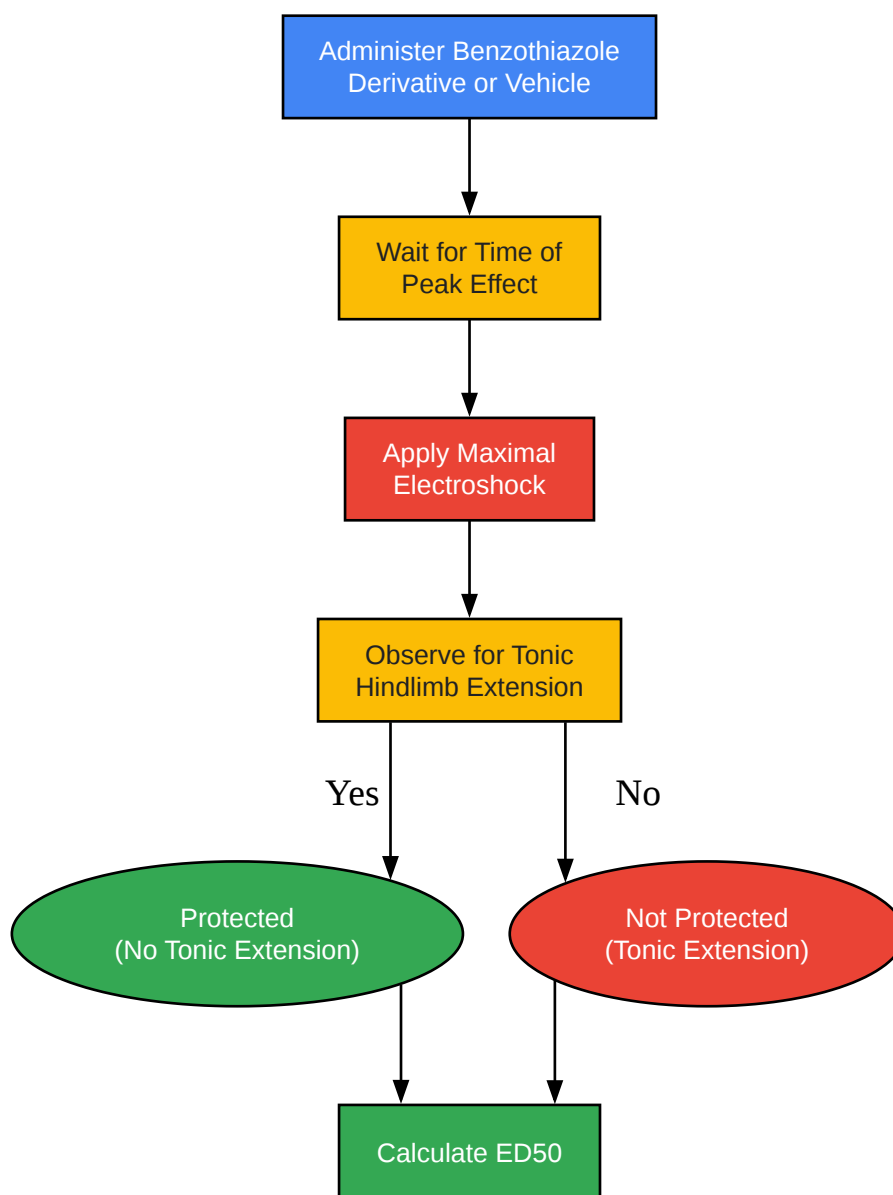 Administer Benzothiazole
Derivative or Vehicle
Wait for Time of
Peak Effect
Apply Maximal
Electroshock
Observe for Tonic
Hindlimb Extension
Yes
No
Protected
(No Tonic Extension)
Not Protected
(Tonic Extension)
Calculate ED50